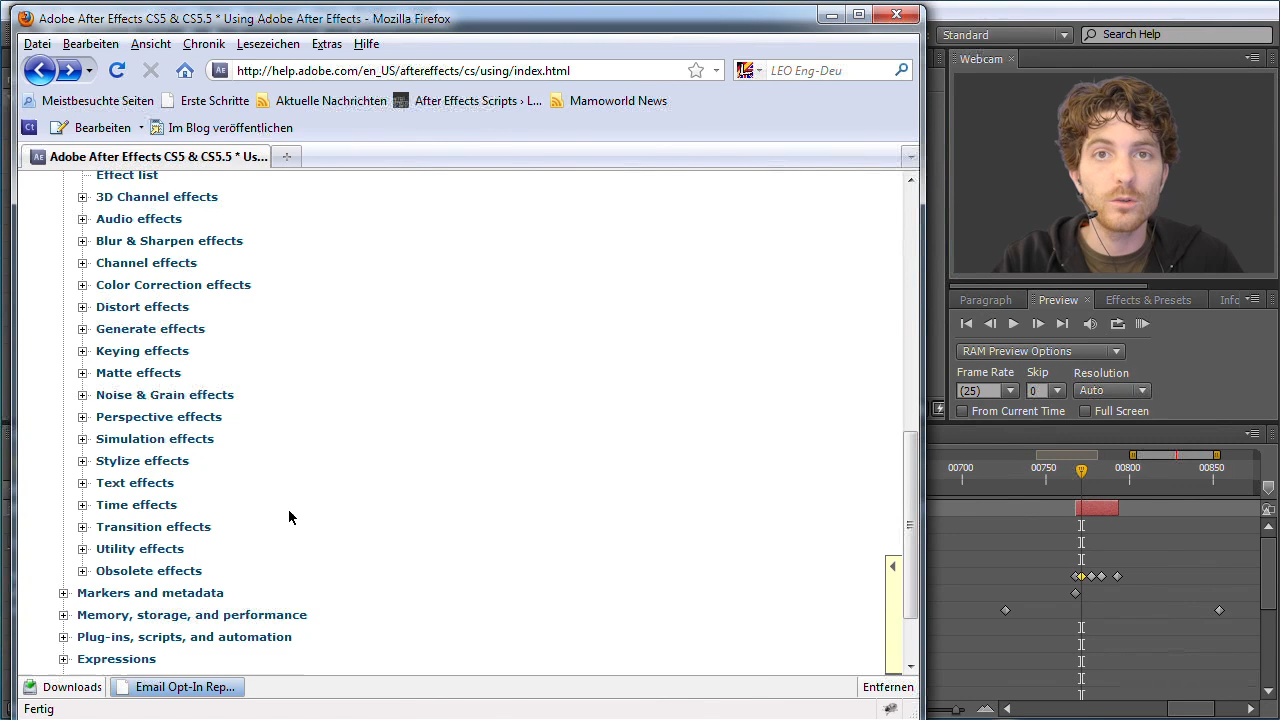 Adobe After Effects CS5 & CS5.5 * Using Adobe After Effects - Mozilla Firefox
Datei Bearbeiten Ansicht Chronik Lesezeichen Extras Hilfe
Ae http://help.adobe.com/en_US/aftereffects/cs/using/index.html LEO Eng-Deu
Meistbesuchte Seiten Erste Schritte Aktuelle Nachrichten After Effects Scripts › L... Mamoworld News
Ct Bearbeiten Im Blog veröffentlichen
Ae Adobe After Effects CS5 & CS5.5 * Us...
Effect list
3D Channel effects
Audio effects
Blur & Sharpen effects
Channel effects
Color Correction effects
Distort effects
Generate effects
Keying effects
Matte effects
Noise & Grain effects
Perspective effects
Simulation effects
Stylize effects
Text effects
Time effects
Transition effects
Utility effects
Obsolete effects
Markers and metadata
Memory, storage, and performance
Plug-ins, scripts, and automation
Expressions
Downloads Email Opt-In Rep... Entfernen
Fertig
Standard Search Help
Webcam
Paragraph Preview Effects & Presets Info
RAM Preview Options
Frame Rate Skip Resolution
(25) 0 Auto
From Current Time Full Screen
00700 00750 00800 00850